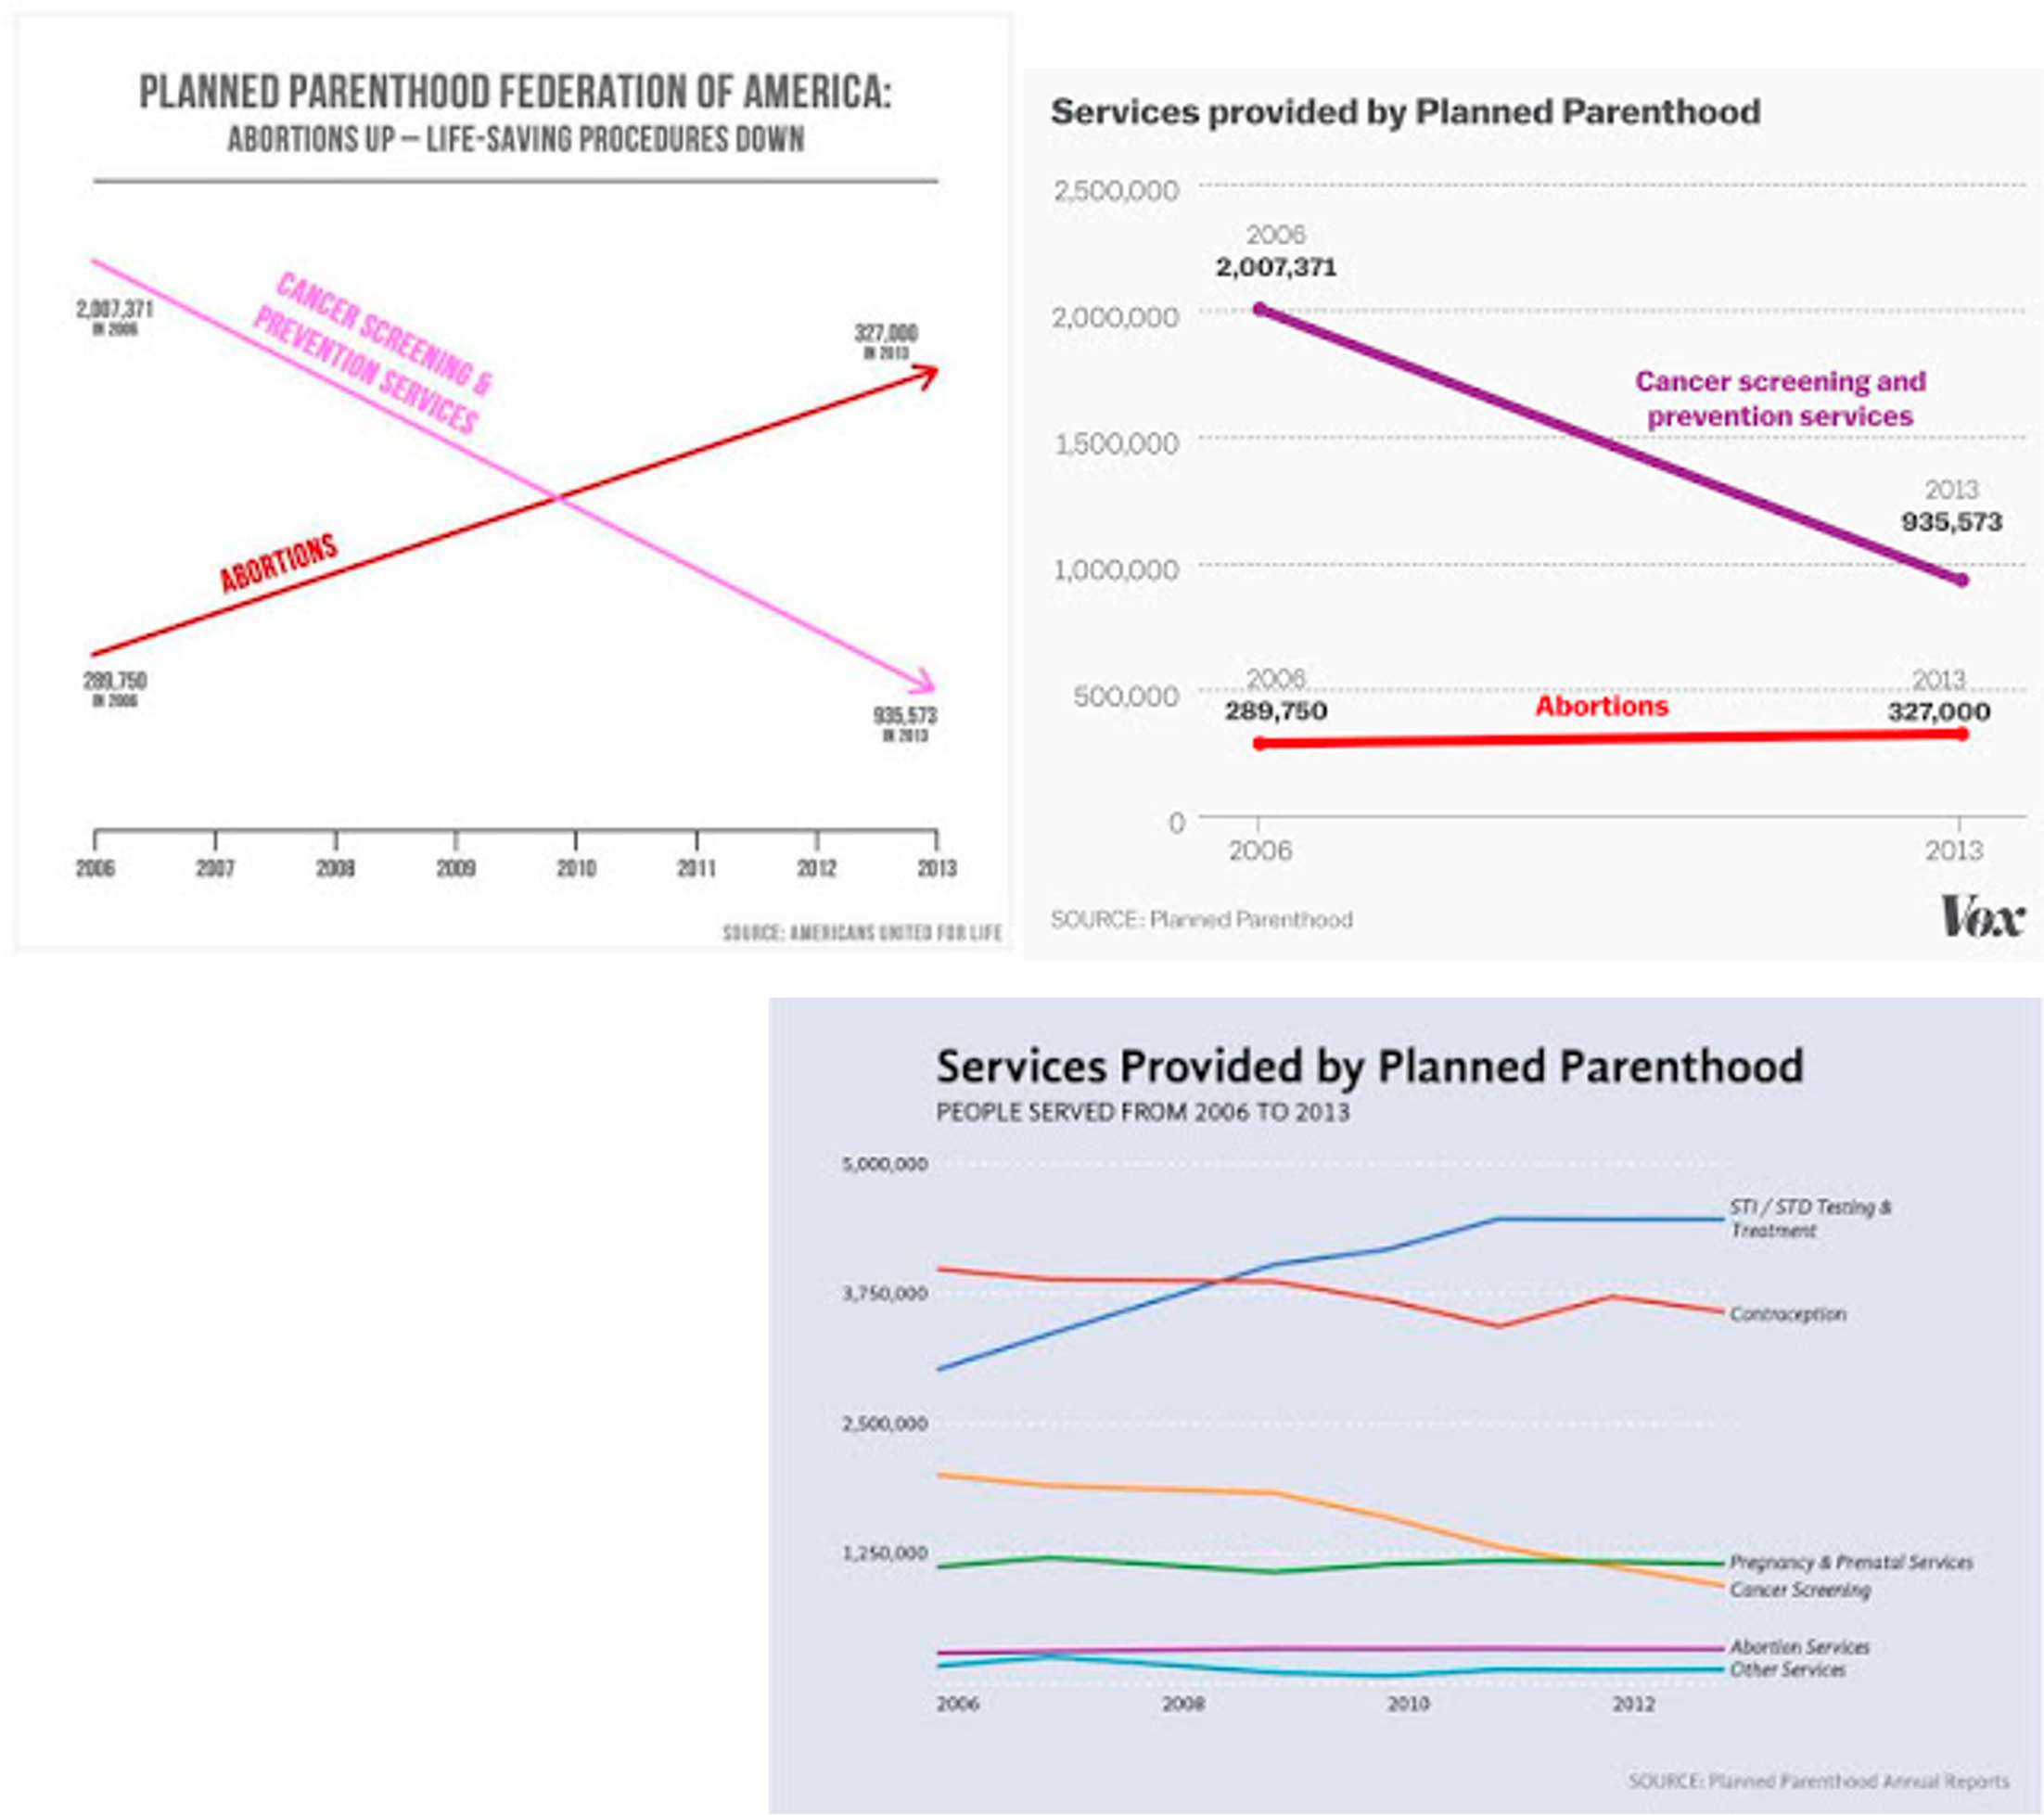 PLANNED PARENTHOOD FEDERATION OF AMERICA:
ABORTIONS UP – LIFE-SAVING PROCEDURES DOWN
2,007,371
IN 2006
CANCER SCREENING &
PREVENTION SERVICES
327,000
IN 2013
ABORTIONS
289,750
IN 2006
935,573
IN 2013
2006 2007 2008 2009 2010 2011 2012 2013
SOURCE: AMERICANS UNITED FOR LIFE
Services provided by Planned Parenthood
2,500,000
2006
2,007,371
2,000,000
Cancer screening and
prevention services
1,500,000
2013
935,573
1,000,000
2006
289,750
500,000
Abortions
2013
327,000
0
2006 2013
SOURCE: Planned Parenthood
Vox
Services Provided by Planned Parenthood
PEOPLE SERVED FROM 2006 TO 2013
5,000,000
STI / STD Testing &
Treatment
3,750,000
Contraception
2,500,000
1,250,000
Pregnancy & Prenatal Services
Cancer Screening
Abortion Services
Other Services
2006 2008 2010 2012
SOURCE: Planned Parenthood Annual Reports